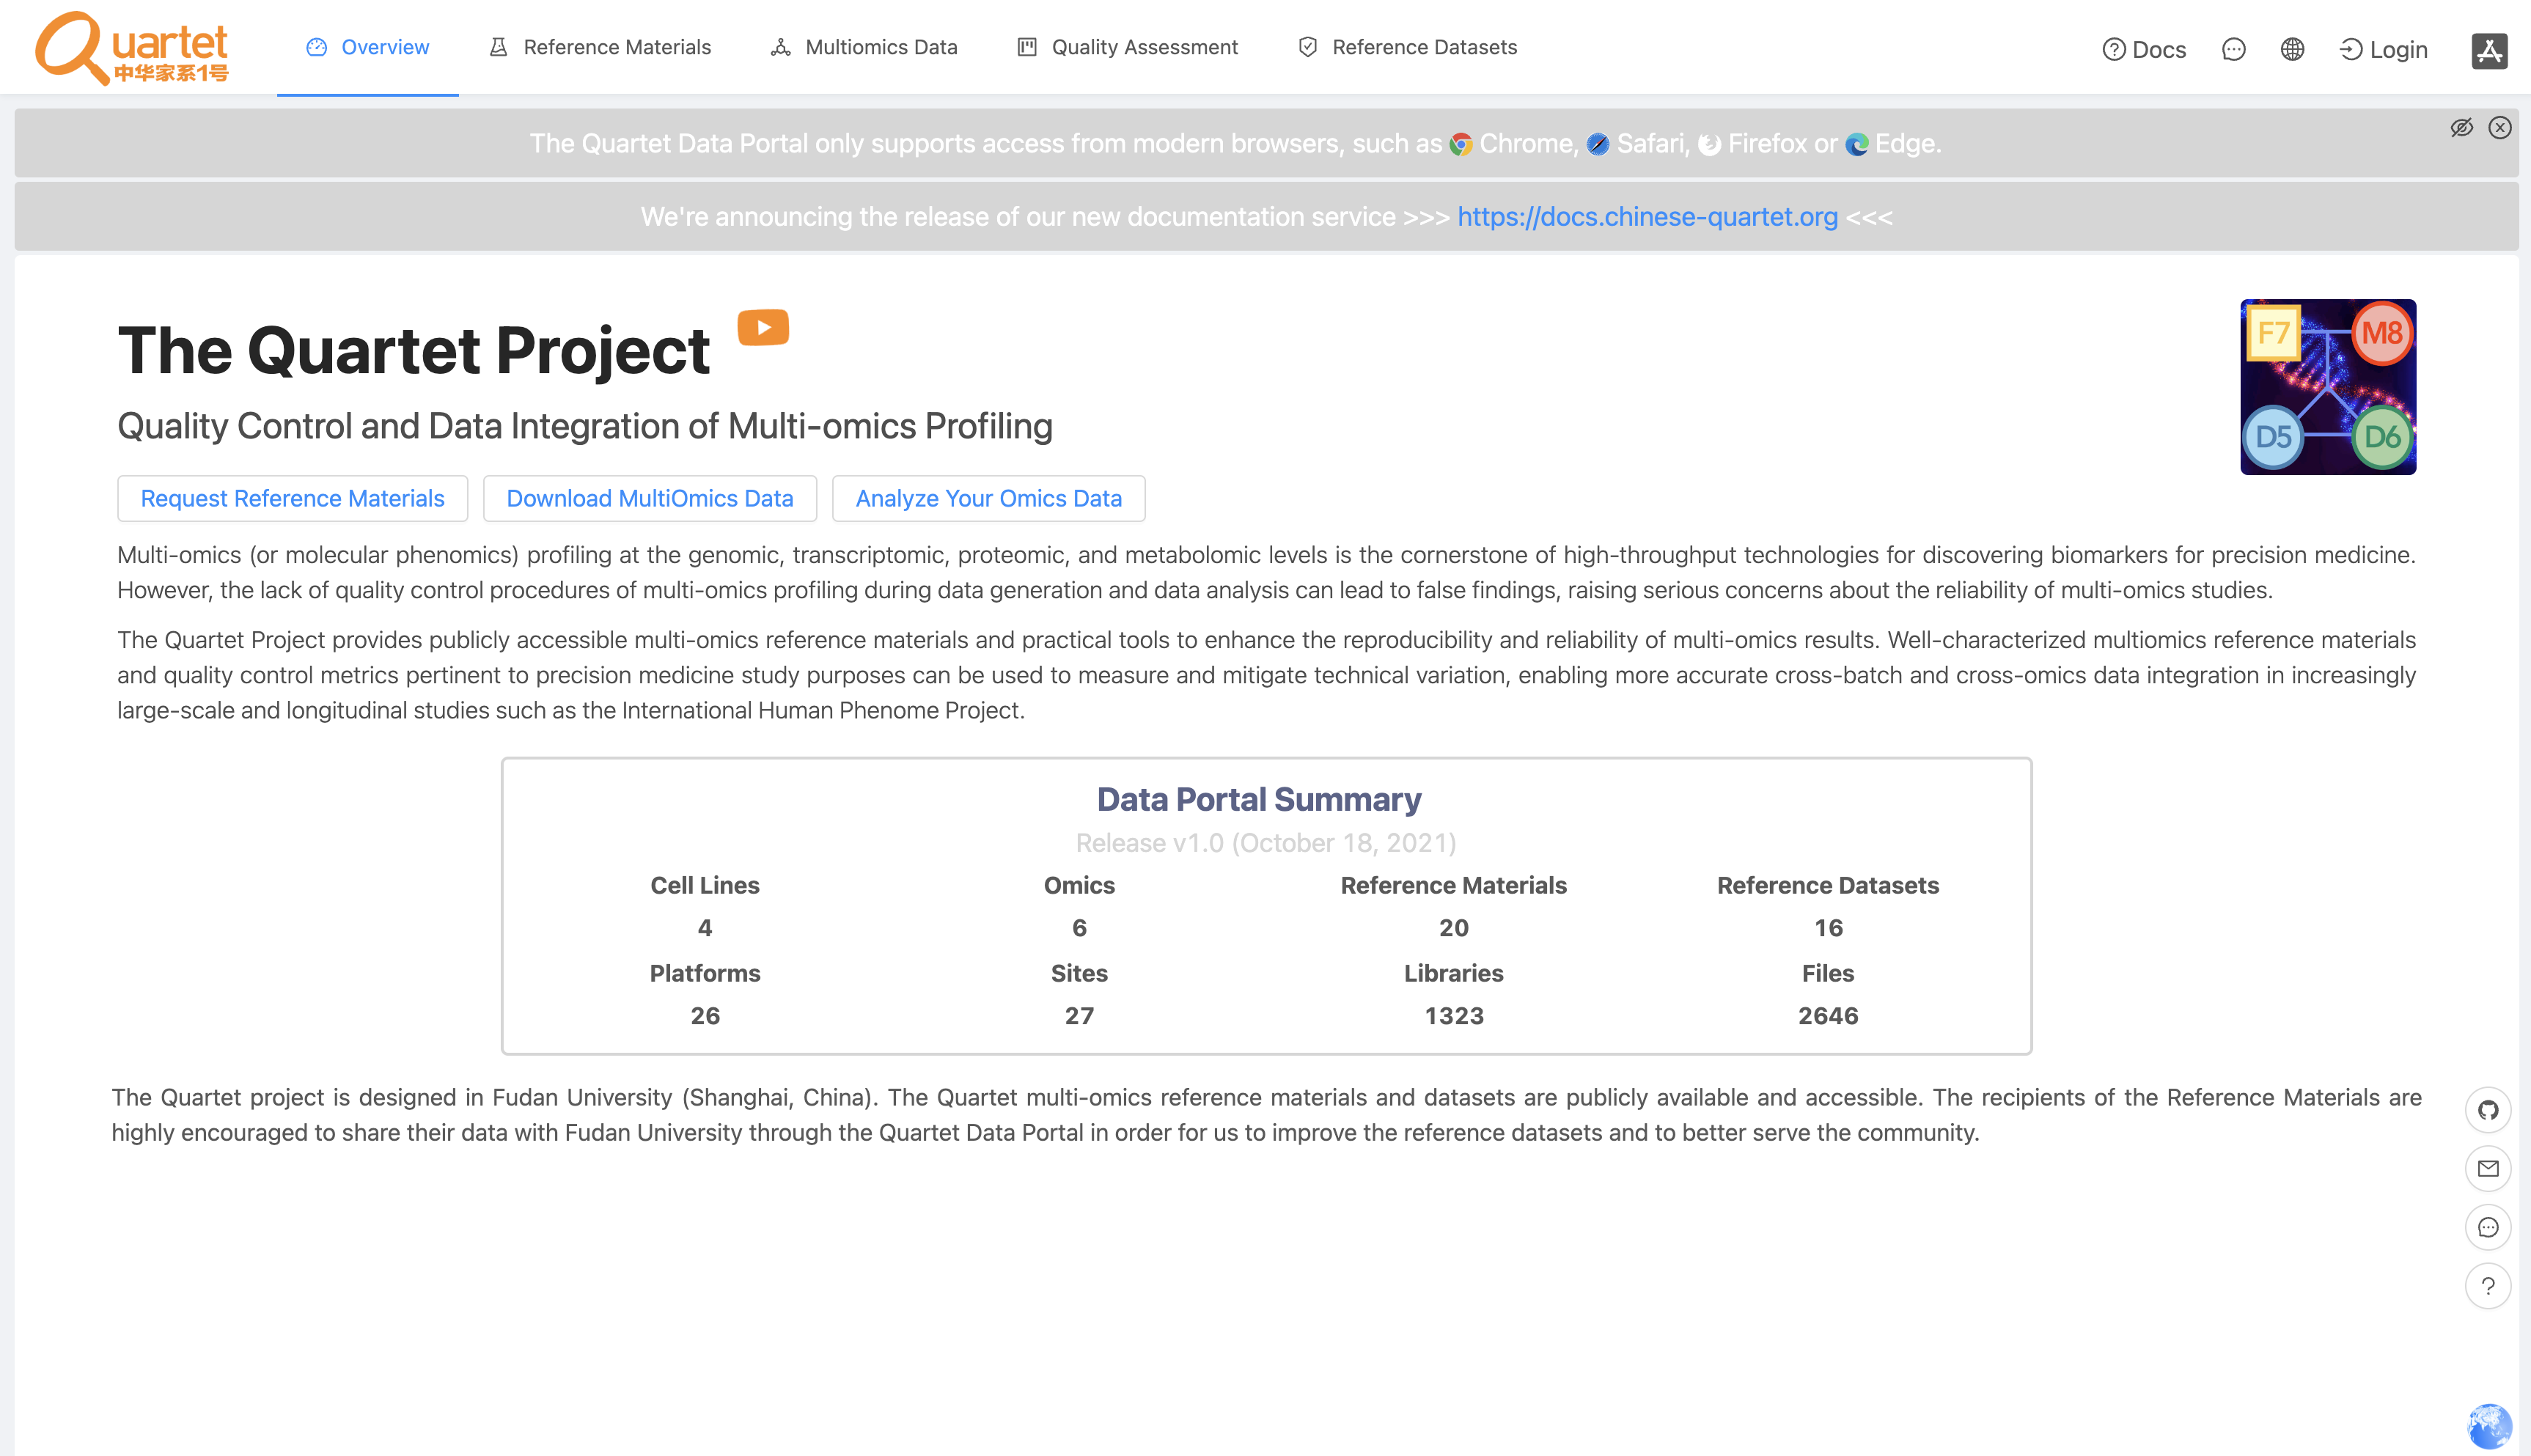 Quartet
中华家系1号
Overview
Reference Materials
Multiomics Data
Quality Assessment
Reference Datasets
Docs
Login
The Quartet Data Portal only supports access from modern browsers, such as Chrome, Safari, Firefox or Edge.
We're announcing the release of our new documentation service >>> https://docs.chinese-quartet.org <<<
The Quartet Project
F7
M8
D5
D6
Quality Control and Data Integration of Multi-omics Profiling
Request Reference Materials
Download MultiOmics Data
Analyze Your Omics Data
Multi-omics (or molecular phenomics) profiling at the genomic, transcriptomic, proteomic, and metabolomic levels is the cornerstone of high-throughput technologies for discovering biomarkers for precision medicine.
However, the lack of quality control procedures of multi-omics profiling during data generation and data analysis can lead to false findings, raising serious concerns about the reliability of multi-omics studies.
The Quartet Project provides publicly accessible multi-omics reference materials and practical tools to enhance the reproducibility and reliability of multi-omics results. Well-characterized multiomics reference materials
and quality control metrics pertinent to precision medicine study purposes can be used to measure and mitigate technical variation, enabling more accurate cross-batch and cross-omics data integration in increasingly
large-scale and longitudinal studies such as the International Human Phenome Project.
Data Portal Summary
Release v1.0 (October 18, 2021)
Cell Lines Omics Reference Materials Reference Datasets
4 6 20 16
Platforms Sites Libraries Files
26 27 1323 2646
The Quartet project is designed in Fudan University (Shanghai, China). The Quartet multi-omics reference materials and datasets are publicly available and accessible. The recipients of the Reference Materials are
highly encouraged to share their data with Fudan University through the Quartet Data Portal in order for us to improve the reference datasets and to better serve the community.